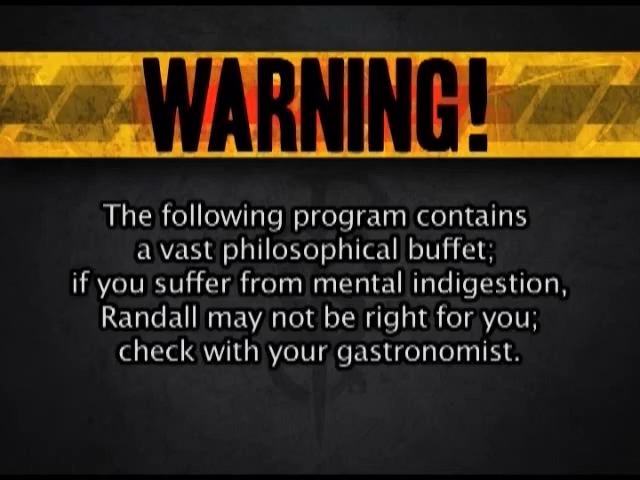 WARNING!
The following program contains
a vast philosophical buffet;
if you suffer from mental indigestion,
Randall may not be right for you;
check with your gastronomist.